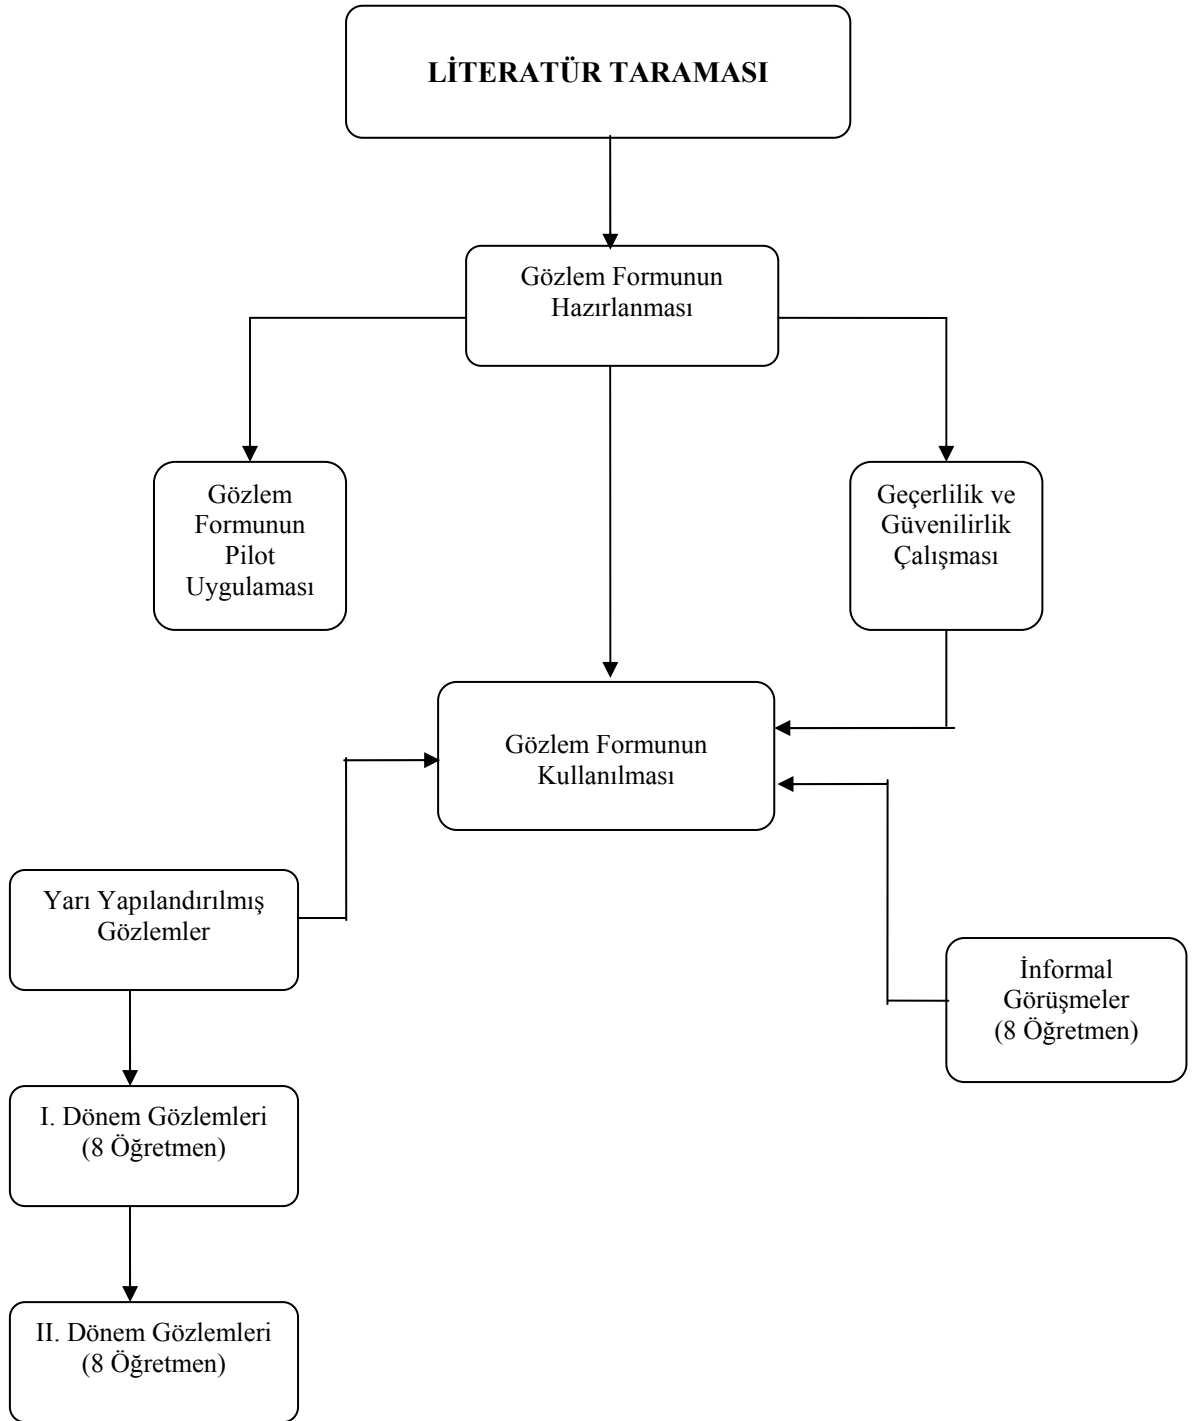 LİTERATÜR TARAMASI
Gözlem Formunun
Hazırlanması
Gözlem
Formunun
Pilot
Uygulaması
Geçerlilik ve
Güvenilirlik
Çalışması
Gözlem Formunun
Kullanılması
Yarı Yapılandırılmış
Gözlemler
İnformal
Görüşmeler
(8 Öğretmen)
I. Dönem Gözlemleri
(8 Öğretmen)
II. Dönem Gözlemleri
(8 Öğretmen)